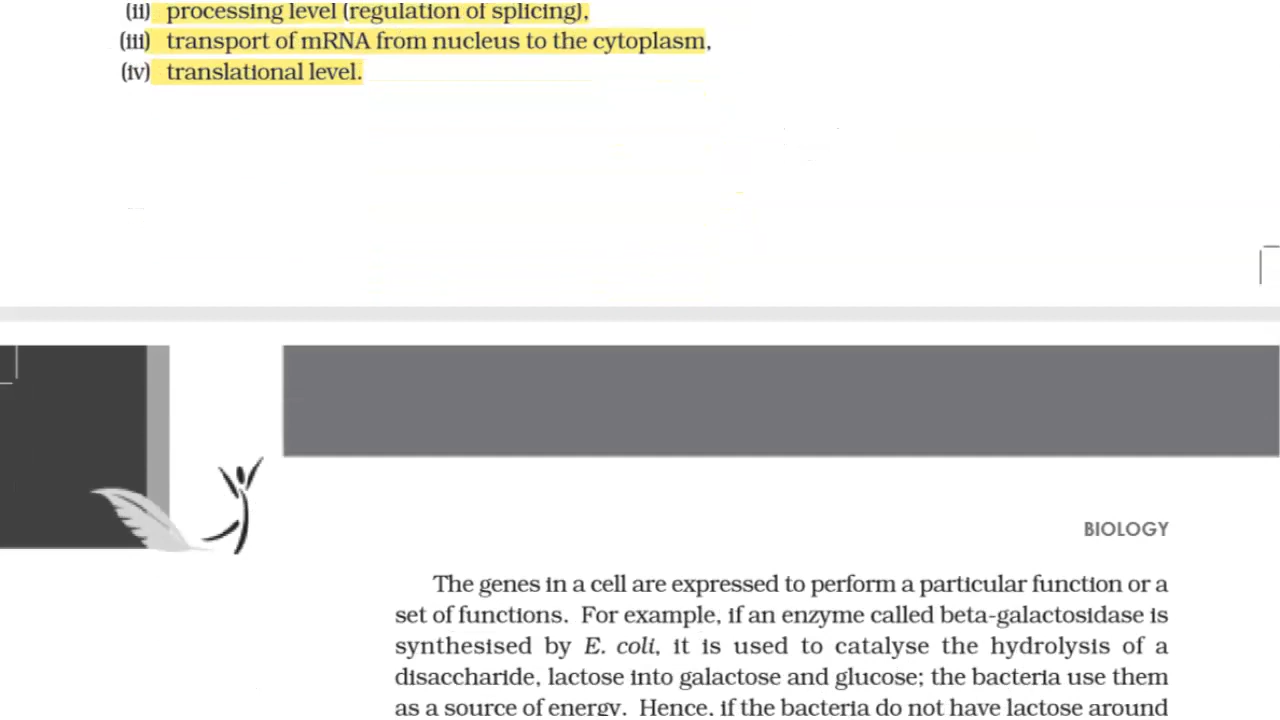 (ii) processing level (regulation of splicing),
(iii) transport of mRNA from nucleus to the cytoplasm,
(iv) translational level.
BIOLOGY
The genes in a cell are expressed to perform a particular function or a
set of functions. For example, if an enzyme called beta-galactosidase is
synthesised by E. coli, it is used to catalyse the hydrolysis of a
disaccharide, lactose into galactose and glucose; the bacteria use them
as a source of energy. Hence, if the bacteria do not have lactose around